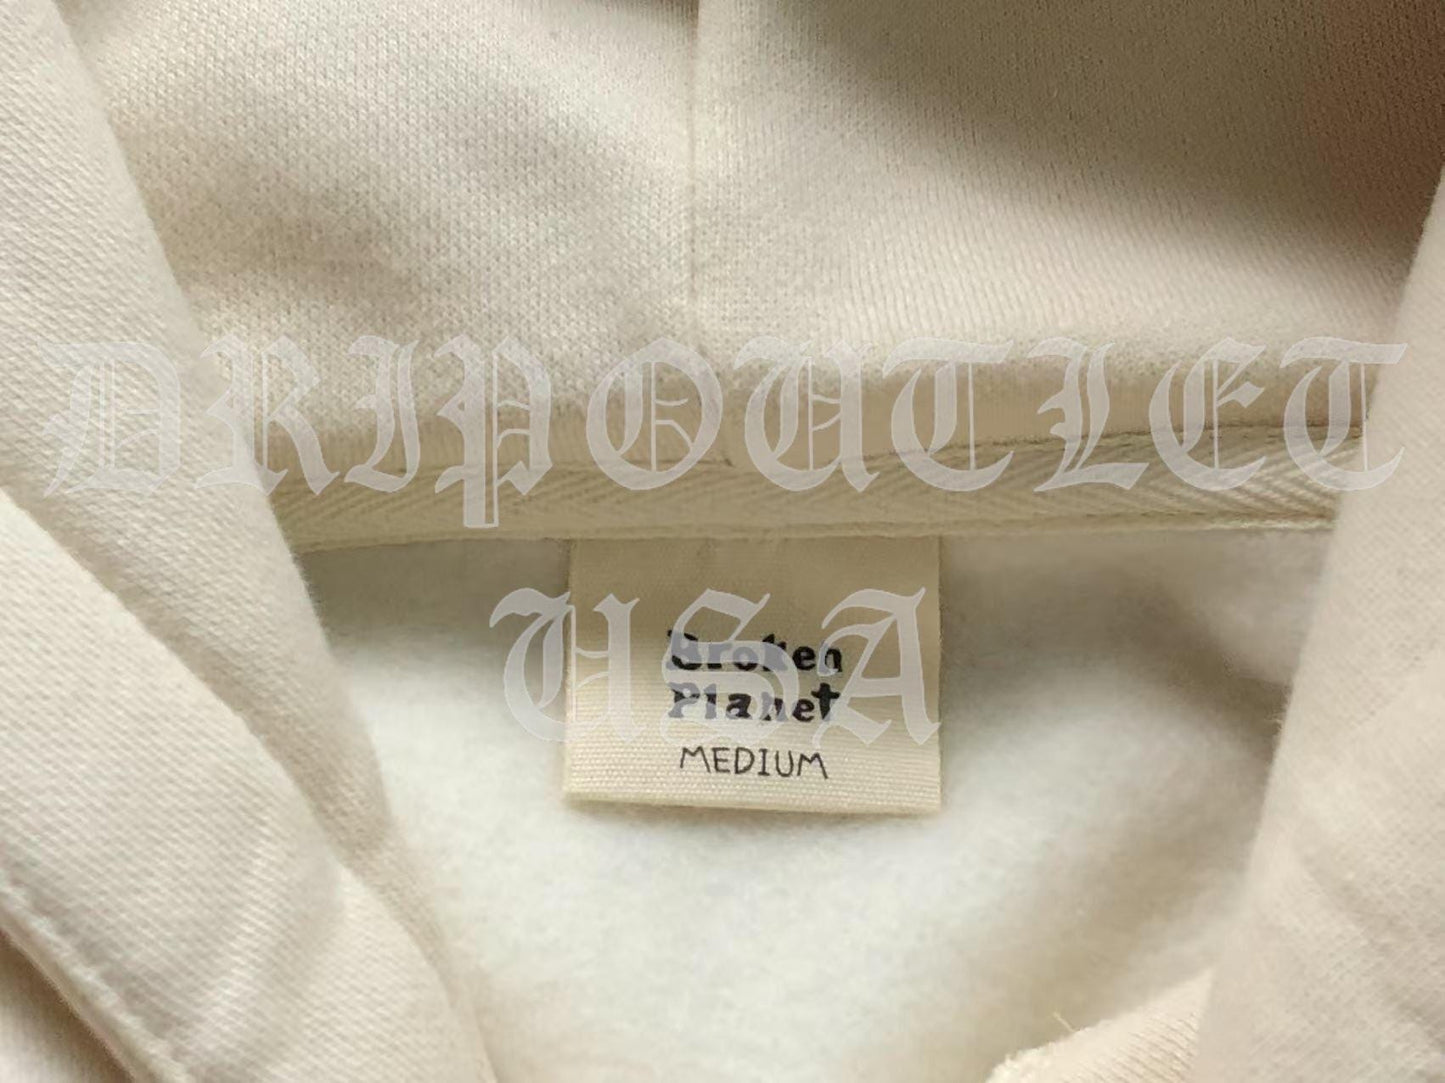 DRIPOUTLET
USA
Broken
Planet
MEDIUM